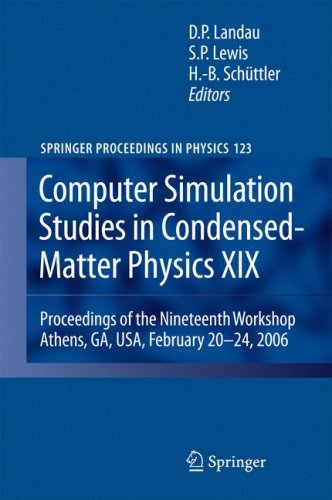 D.P. Landau
S.P. Lewis
H.-B. Schüttler
Editors
SPRINGER PROCEEDINGS IN PHYSICS 123
Computer Simulation
Studies in Condensed-
Matter Physics XIX
Proceedings of the Nineteenth Workshop
Athens, GA, USA, February 20–24, 2006
Springer